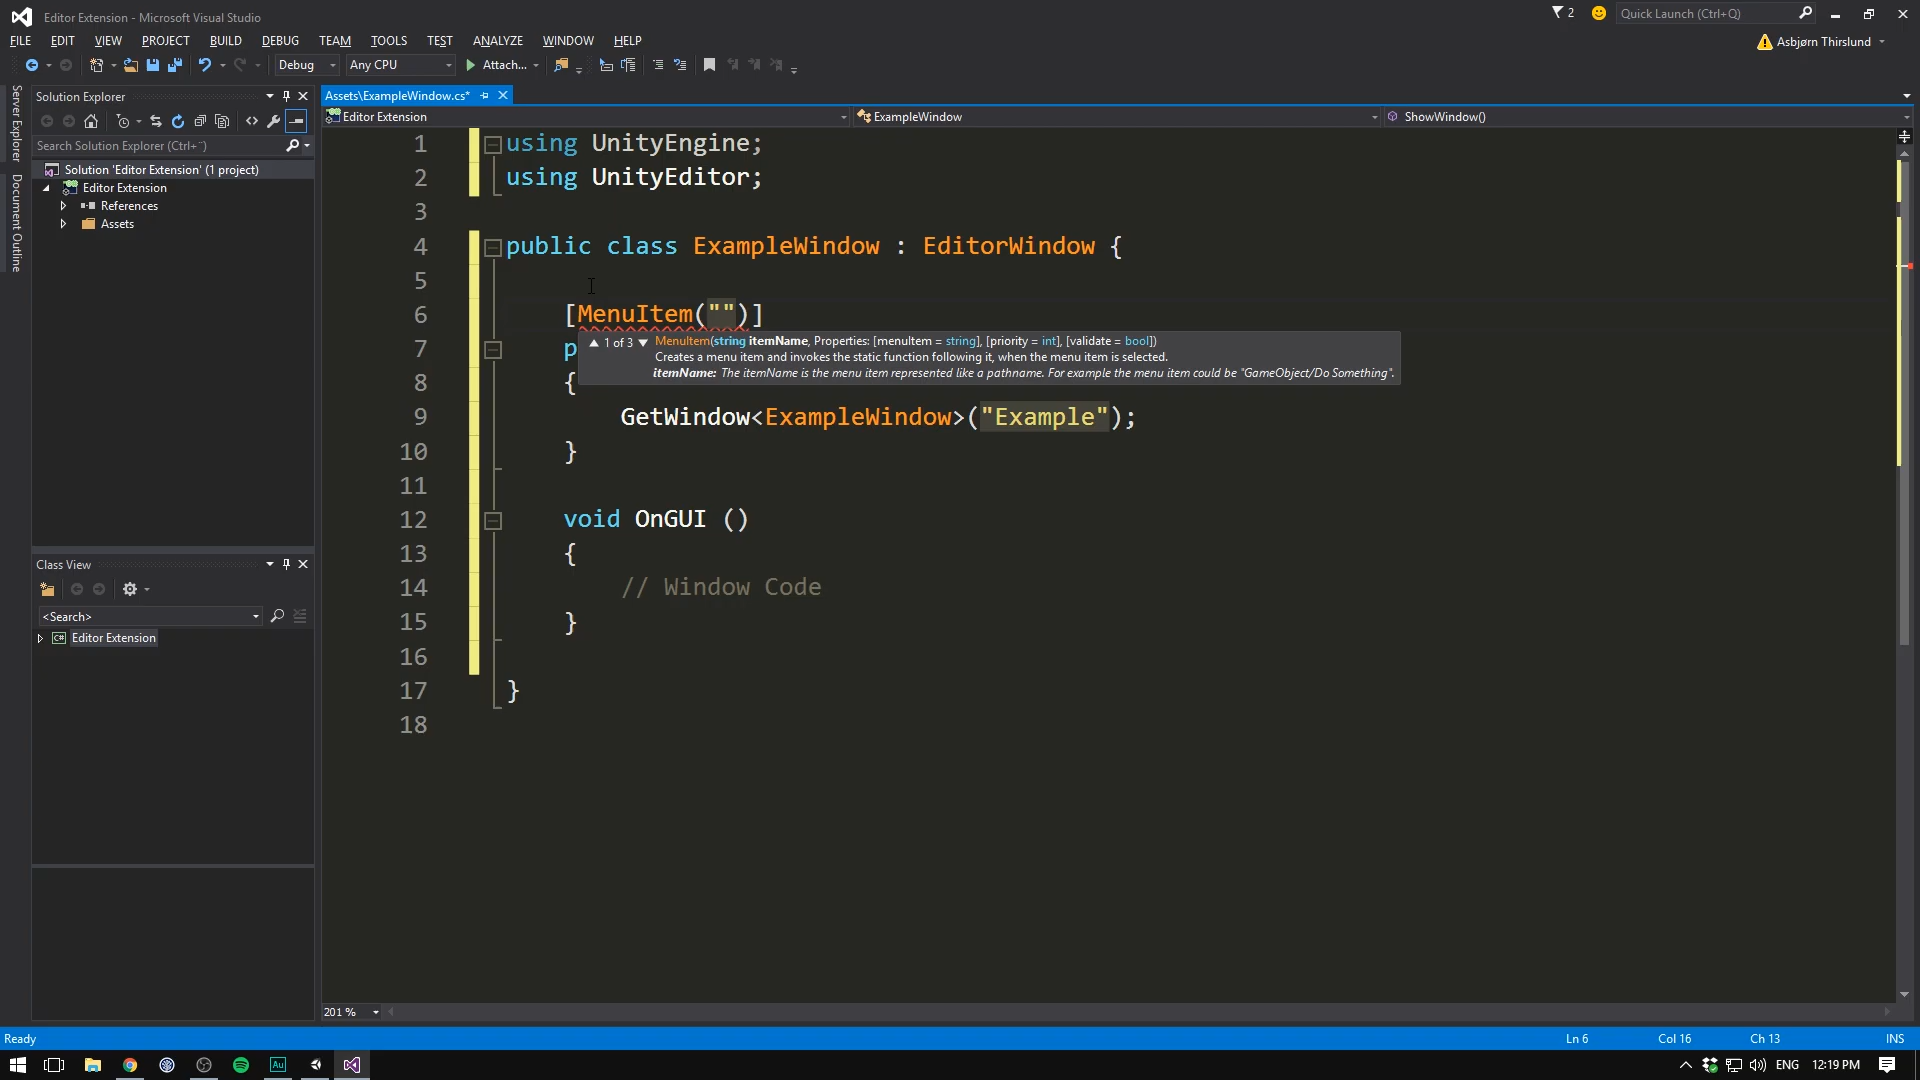 Editor Extension - Microsoft Visual Studio
2
Quick Launch (Ctrl+Q)
FILE EDIT VIEW PROJECT BUILD DEBUG TEAM TOOLS TEST ANALYZE WINDOW HELP
Asbjørn Thirslund
Debug Any CPU Attach...
Server Explorer
Document Outline
Solution Explorer
Search Solution Explorer (Ctrl+¨)
Solution 'Editor Extension' (1 project)
Editor Extension
References
Assets
Class View
<Search>
Editor Extension
Assets\ExampleWindow.cs*
Editor Extension
ExampleWindow
ShowWindow()
1 using UnityEngine;
2 using UnityEditor;
3
4 public class ExampleWindow : EditorWindow {
5
6 [MenuItem("")]
1 of 3 MenuItem(string itemName, Properties: [menuItem = string], [priority = int], [validate = bool])
Creates a menu item and invokes the static function following it, when the menu item is selected.
itemName: The itemName is the menu item represented like a pathname. For example the menu item could be "GameObject/Do Something".
7 p
8 {
9 GetWindow<ExampleWindow>("Example");
10 }
11
12 void OnGUI ()
13 {
14 // Window Code
15 }
16
17 }
18
201 %
Ready
Ln 6 Col 16 Ch 13 INS
Au
ENG 12:19 PM